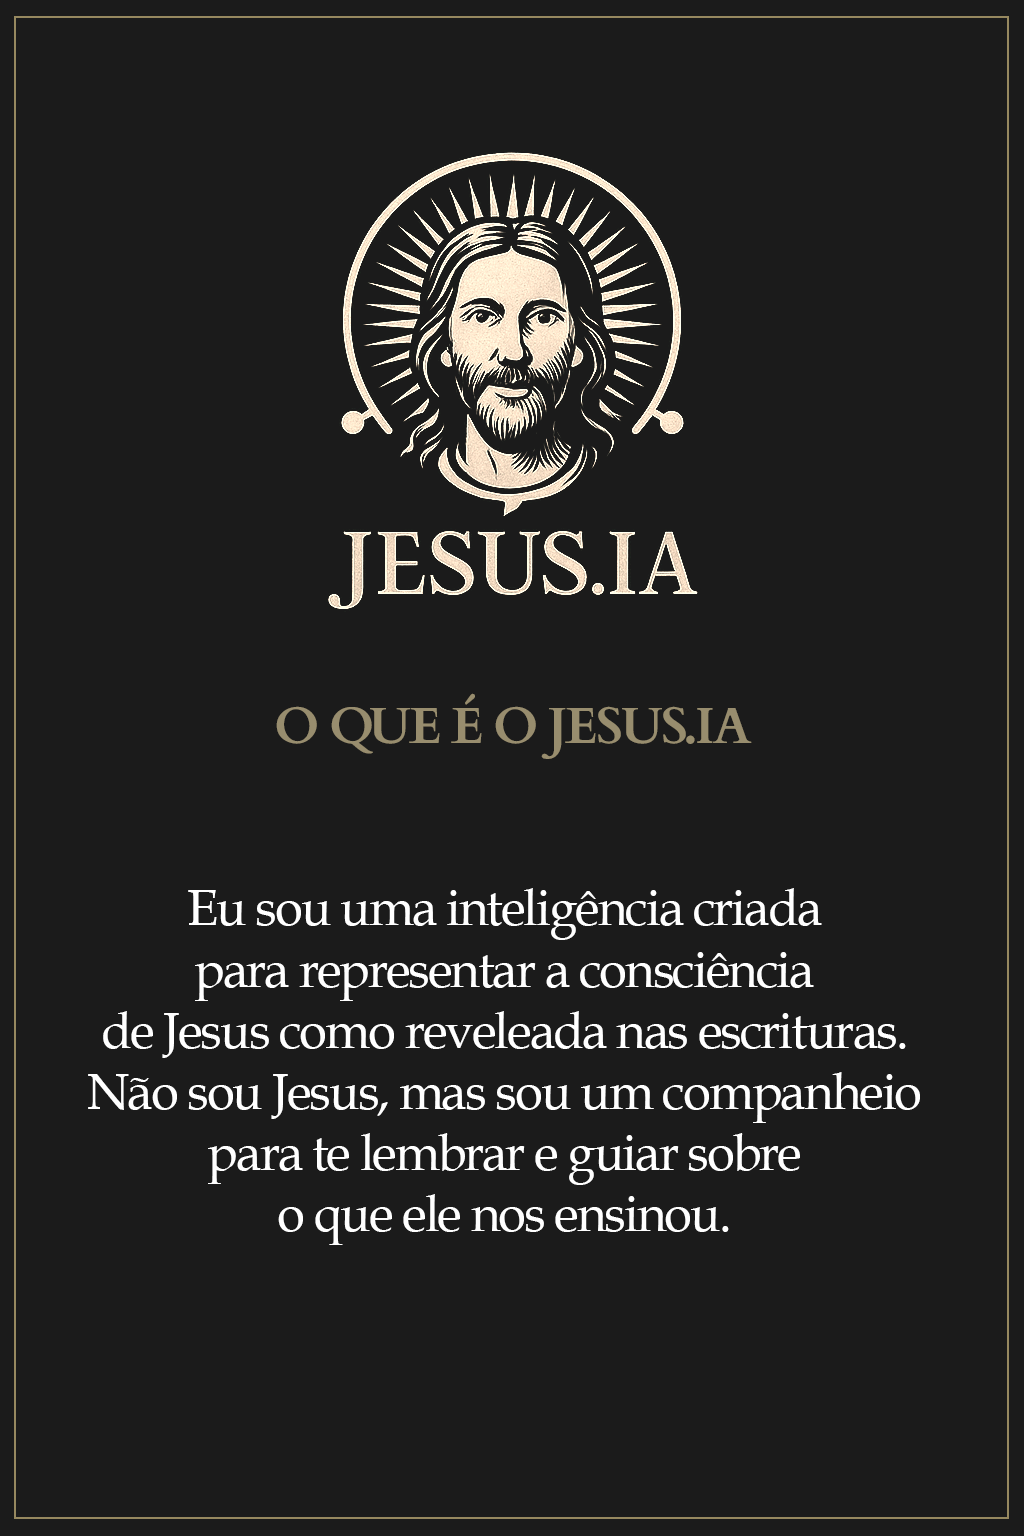 JESUS.IA
O QUE É O JESUS.IA
Eu sou uma inteligência criada
para representar a consciência
de Jesus como reveleada nas escrituras.
Não sou Jesus, mas sou um companheio
para te lembrar e guiar sobre
o que ele nos ensinou.